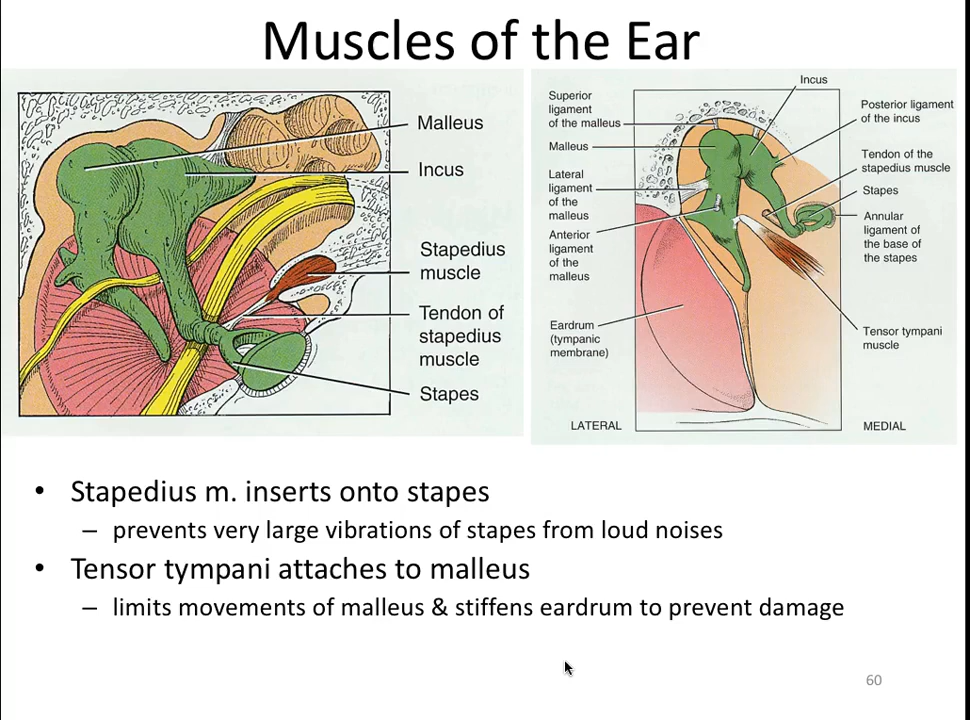 Muscles of the Ear
Malleus
Incus
Stapedius
muscle
Tendon of
stapedius
muscle
Stapes
Incus
Superior
ligament
of the malleus
Malleus
Lateral
ligament
of the
malleus
Anterior
ligament
of the
malleus
Eardrum
(tympanic
membrane)
LATERAL
Posterior ligament
of the incus
Tendon of the
stapedius muscle
Stapes
Annular
ligament of
the base of
the stapes
Tensor tympani
muscle
MEDIAL
• Stapedius m. inserts onto stapes
– prevents very large vibrations of stapes from loud noises
• Tensor tympani attaches to malleus
– limits movements of malleus & stiffens eardrum to prevent damage
60